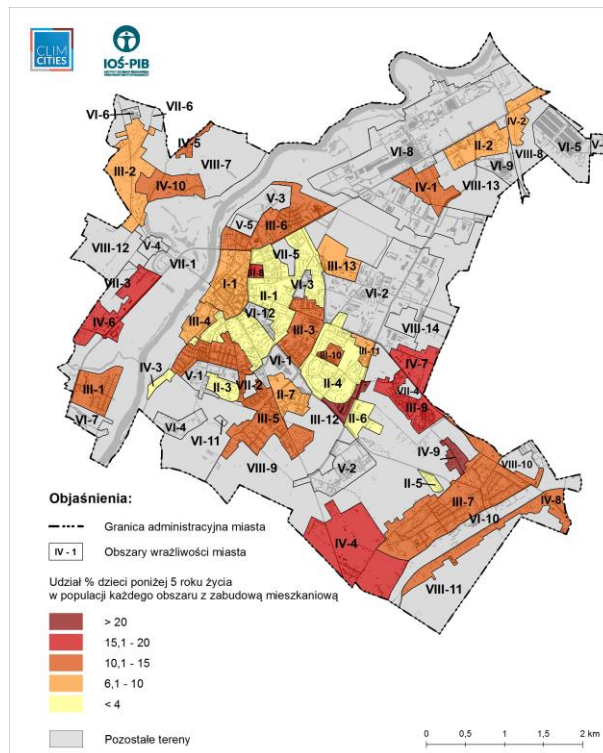 CLIM
CITIES
IOŚ-PIB
VI-6
VII-6
IV-5
III-2
VIII-7
IV-10
VI-8
II-2
IV-2
VIII-8
VI-5
VI-9
IV-1
VIII-13
V-3
V-5
III-6
VIII-12
V-4
VII-1
VII-3
VII-5
III-13
I-1
III-8
II-1
VI-3
VI-2
IV-6
III-4
VI-12
III-3
VIII-14
III-10
III-11
IV-7
IV-3
VI-1
V-1
II-3
VII-2
II-4
VII-4
III-1
II-7
III-9
VI-7
VI-4
III-5
III-12
II-6
VI-11
IV-9
VIII-10
VIII-9
V-2
II-5
III-7
IV-8
VI-10
IV-4
VIII-11
Objaśnienia:
Granica administracyjna miasta
IV - 1
Obszary wrażliwości miasta
Udział % dzieci poniżej 5 roku życia
w populacji każdego obszaru z zabudową mieszkaniową
> 20
15,1 - 20
10,1 - 15
6,1 - 10
< 4
Pozostałe tereny
0 0,5 1 2 km